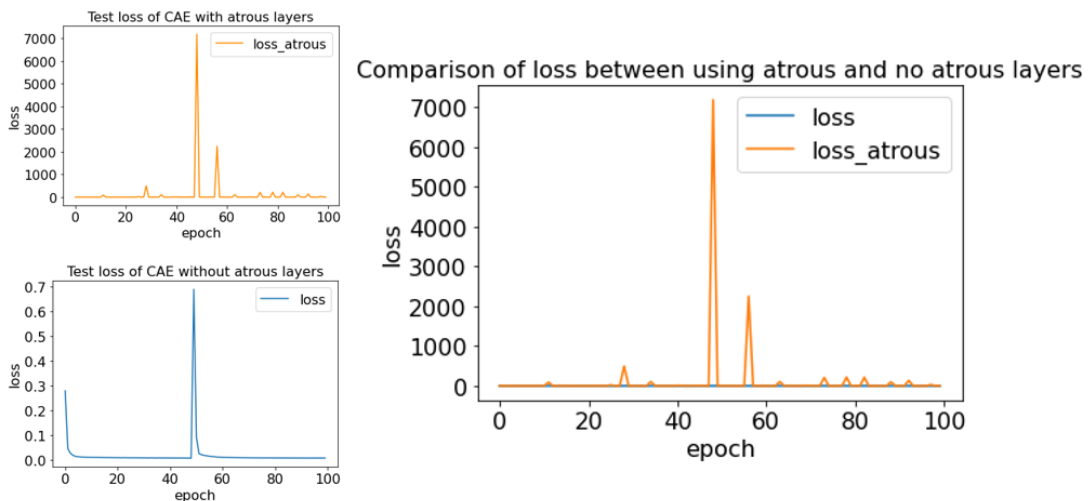 Test loss of CAE with atrous layers
7000
6000
5000
4000
3000
2000
1000
0
loss
loss_atrous
0 20 40 60 80 100
epoch
Test loss of CAE without atrous layers
0.7
0.6
0.5
0.4
0.3
0.2
0.1
0.0
loss
loss
0 20 40 60 80 100
epoch
Comparison of loss between using atrous and no atrous layers
7000
6000
5000
4000
3000
2000
1000
0
loss
loss
loss_atrous
0 20 40 60 80 100
epoch